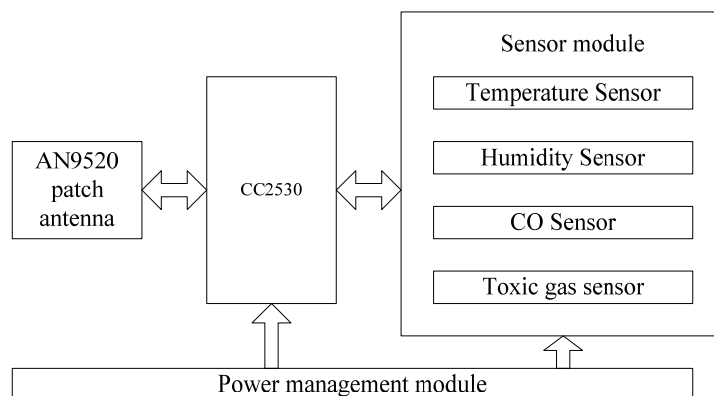 Sensor module
Temperature Sensor
Humidity Sensor
CO Sensor
Toxic gas sensor
AN9520
patch
antenna
CC2530
Power management module